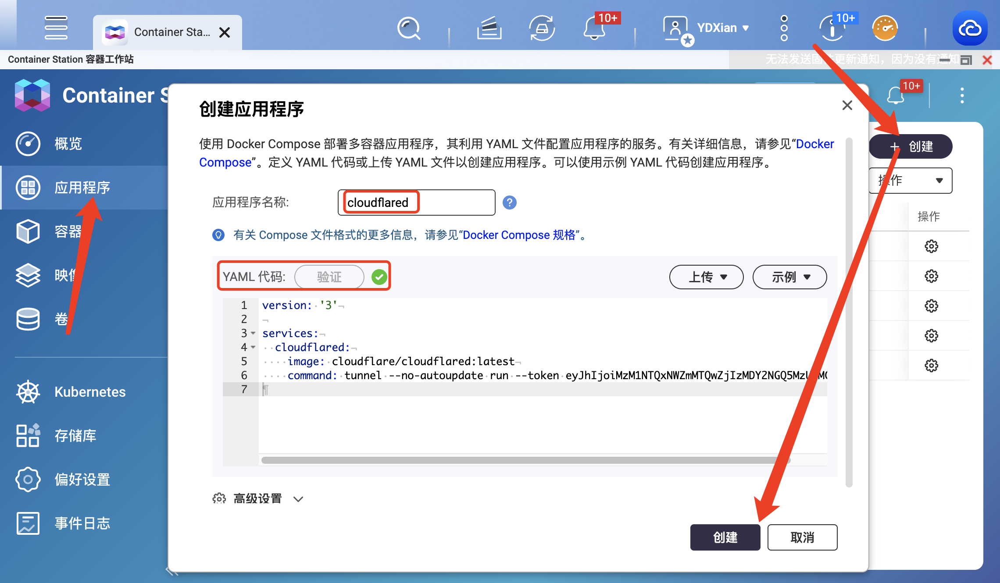 Container Sta...
10+
YDXian
10+
Container Station 容器工作站
无法发送固件更新通知，因为没有通知
Container S
10+
概览
应用程序
容器
映像
卷
Kubernetes
存储库
偏好设置
事件日志
创建应用程序
使用 Docker Compose 部署多容器应用程序，其利用 YAML 文件配置应用程序的服务。有关详细信息，请参见“Docker
Compose”。定义 YAML 代码或上传 YAML 文件以创建应用程序。可以使用示例 YAML 代码创建应用程序。
应用程序名称:
cloudflared
?
有关 Compose 文件格式的更多信息，请参见“Docker Compose 规格”。
YAML 代码:
验证
上传
示例
1 version: '3'
2
3 services:
4 cloudflared:
5 image: cloudflare/cloudflared:latest
6 command: tunnel --no-autoupdate run --token
7
高级设置
创建
取消
+ 创建
操作
操作